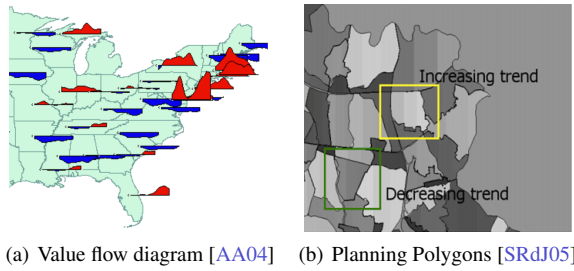 Increasing trend
Decreasing trend
(a) Value flow diagram [AA04]
(b) Planning Polygons [SRdJ05]